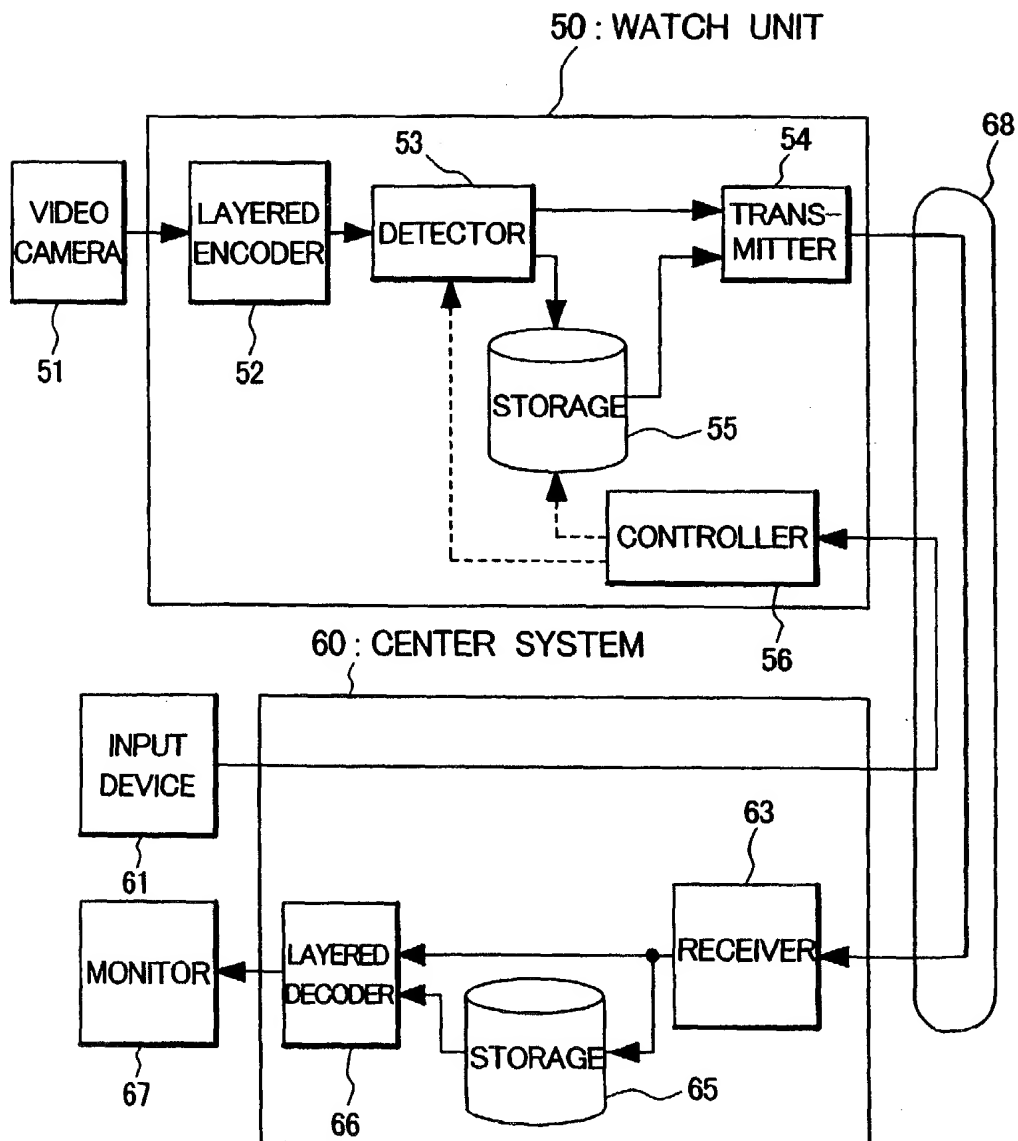 50 : WATCH UNIT
68
53
54
VIDEO
CAMERA
LAYERED
ENCODER
DETECTOR
TRANS-
MITTER
51
52
STORAGE
55
CONTROLLER
56
60 : CENTER SYSTEM
INPUT
DEVICE
63
61
MONITOR
LAYERED
DECODER
RECEIVER
STORAGE
67
66
65